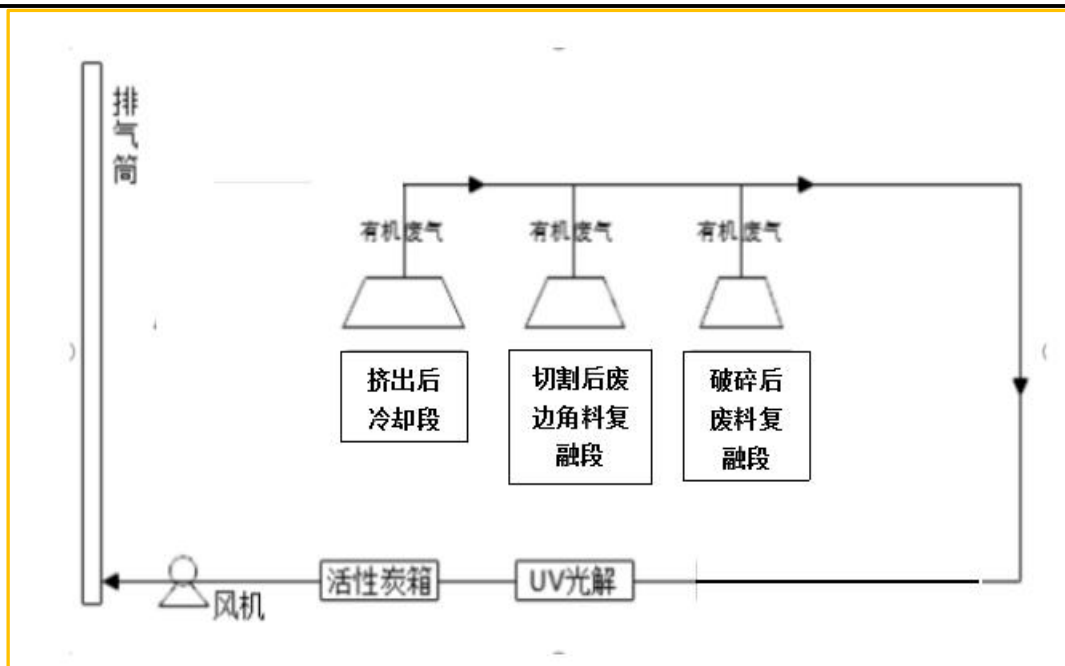 排气筒
有机废气
有机废气
有机废气
挤出后
冷却段
切割后废
边角料复
融段
破碎后
废料复
融段
活性炭箱
UV光解
风机